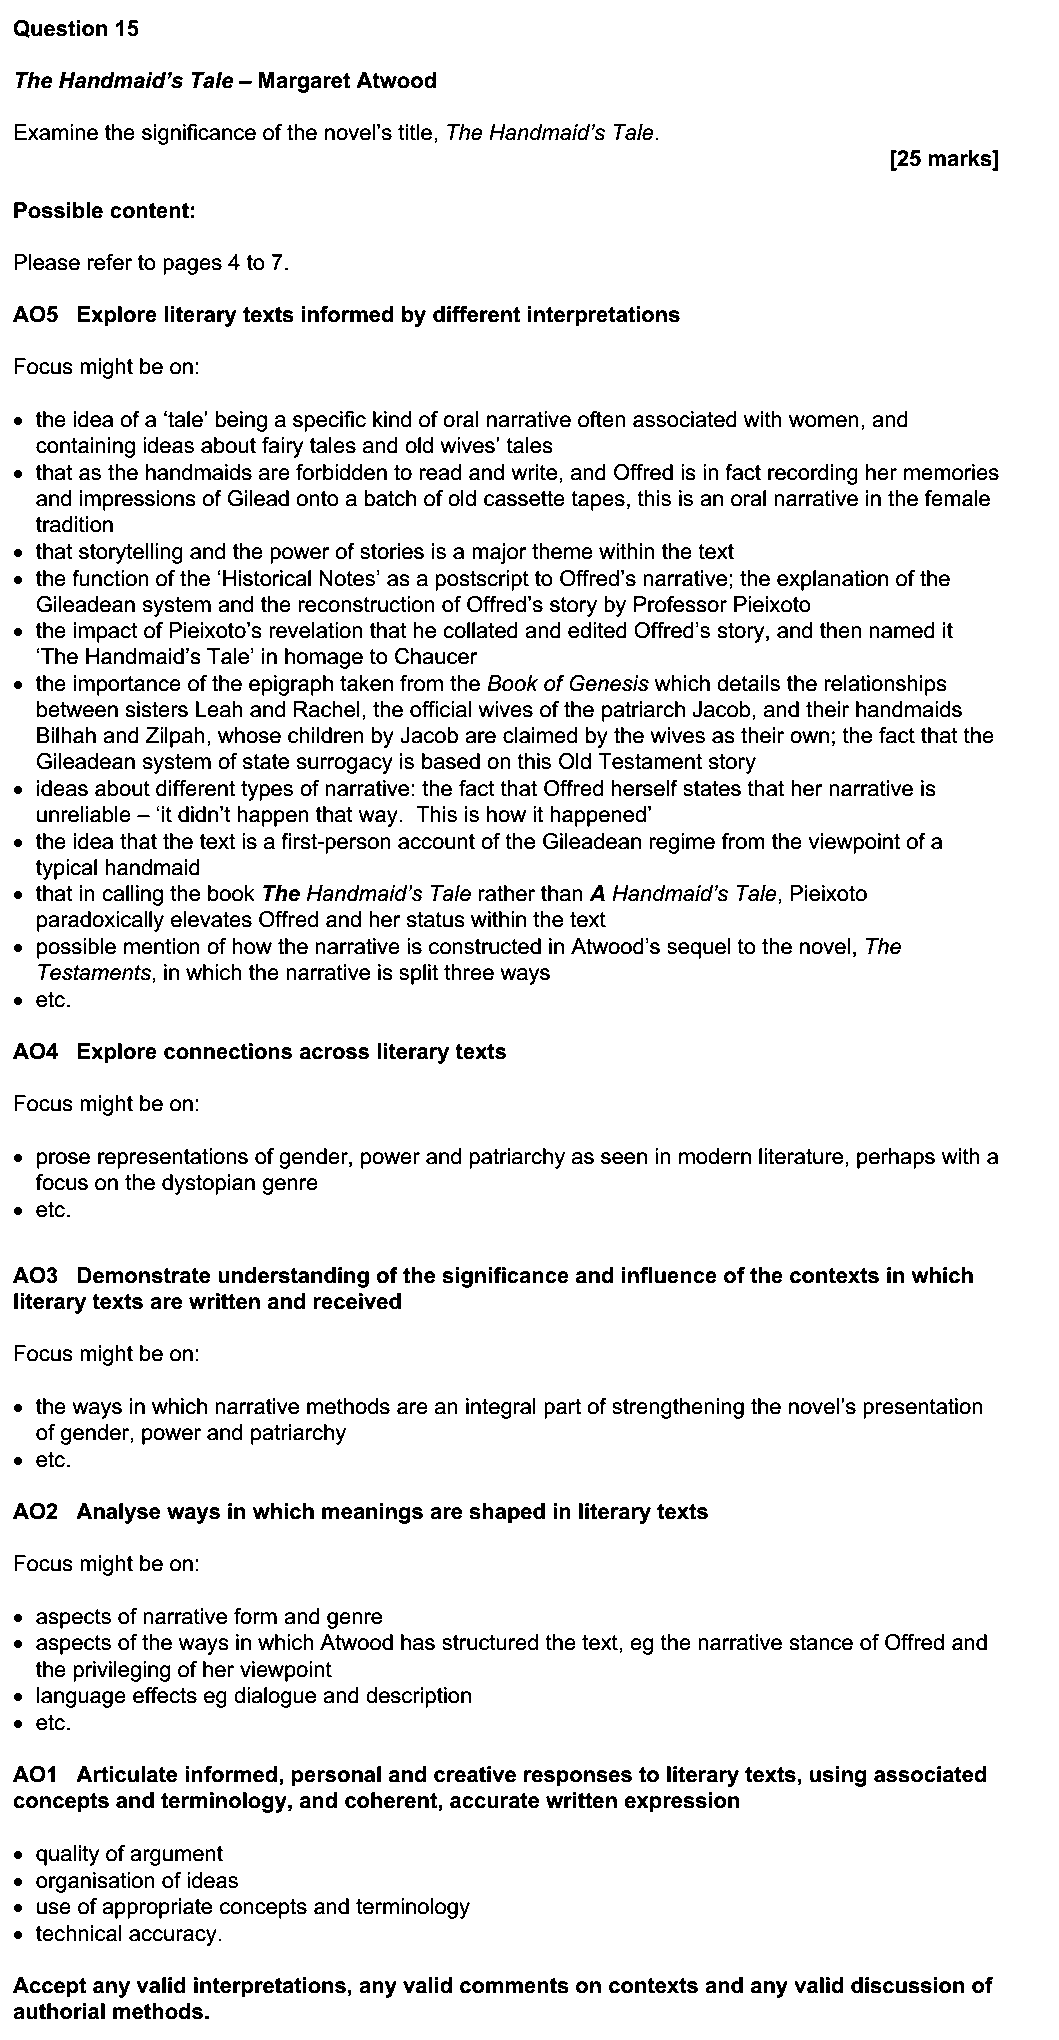 Question 15
The Handmaid's Tale – Margaret Atwood
Examine the significance of the novel's title, The Handmaid's Tale.
[25 marks]
Possible content:
Please refer to pages 4 to 7.
AO5 Explore literary texts informed by different interpretations
Focus might be on:
• the idea of a 'tale' being a specific kind of oral narrative often associated with women, and
containing ideas about fairy tales and old wives' tales
• that as the handmaids are forbidden to read and write, and Offred is in fact recording her memories
and impressions of Gilead onto a batch of old cassette tapes, this is an oral narrative in the female
tradition
• that storytelling and the power of stories is a major theme within the text
• the function of the 'Historical Notes' as a postscript to Offred's narrative; the explanation of the
Gileadean system and the reconstruction of Offred's story by Professor Pieixoto
• the impact of Pieixoto's revelation that he collated and edited Offred's story, and then named it
'The Handmaid's Tale' in homage to Chaucer
• the importance of the epigraph taken from the Book of Genesis which details the relationships
between sisters Leah and Rachel, the official wives of the patriarch Jacob, and their handmaids
Bilhah and Zilpah, whose children by Jacob are claimed by the wives as their own; the fact that the
Gileadean system of state surrogacy is based on this Old Testament story
• ideas about different types of narrative: the fact that Offred herself states that her narrative is
unreliable – 'it didn't happen that way. This is how it happened'
• the idea that the text is a first-person account of the Gileadean regime from the viewpoint of a
typical handmaid
• that in calling the book The Handmaid's Tale rather than A Handmaid's Tale, Pieixoto
paradoxically elevates Offred and her status within the text
• possible mention of how the narrative is constructed in Atwood's sequel to the novel, The
Testaments, in which the narrative is split three ways
• etc.
AO4 Explore connections across literary texts
Focus might be on:
• prose representations of gender, power and patriarchy as seen in modern literature, perhaps with a
focus on the dystopian genre
• etc.
AO3 Demonstrate understanding of the significance and influence of the contexts in which
literary texts are written and received
Focus might be on:
• the ways in which narrative methods are an integral part of strengthening the novel's presentation
of gender, power and patriarchy
• etc.
AO2 Analyse ways in which meanings are shaped in literary texts
Focus might be on:
• aspects of narrative form and genre
• aspects of the ways in which Atwood has structured the text, eg the narrative stance of Offred and
the privileging of her viewpoint
• language effects eg dialogue and description
• etc.
AO1 Articulate informed, personal and creative responses to literary texts, using associated
concepts and terminology, and coherent, accurate written expression
• quality of argument
• organisation of ideas
• use of appropriate concepts and terminology
• technical accuracy.
Accept any valid interpretations, any valid comments on contexts and any valid discussion of
authorial methods.